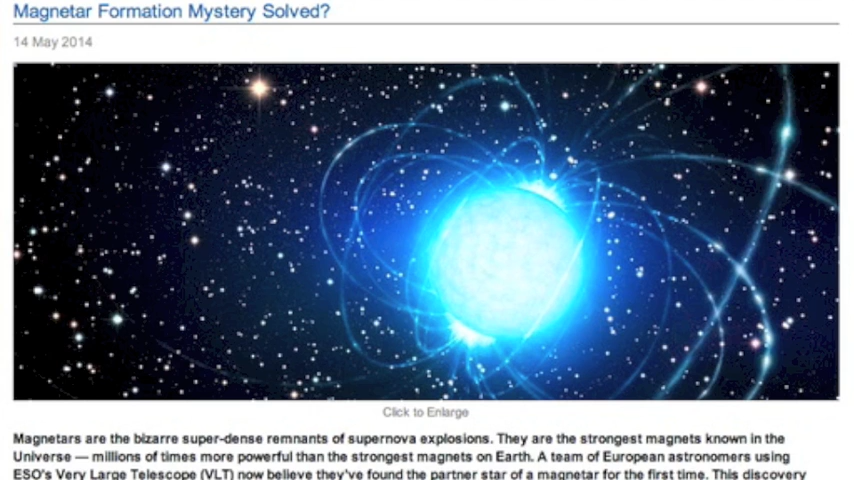 Magnetar Formation Mystery Solved?
14 May 2014
Click to Enlarge
Magnetars are the bizarre super-dense remnants of supernova explosions. They are the strongest magnets known in the
Universe — millions of times more powerful than the strongest magnets on Earth. A team of European astronomers using
ESO's Very Large Telescope (VLT) now believe they've found the partner star of a magnetar for the first time. This discovery